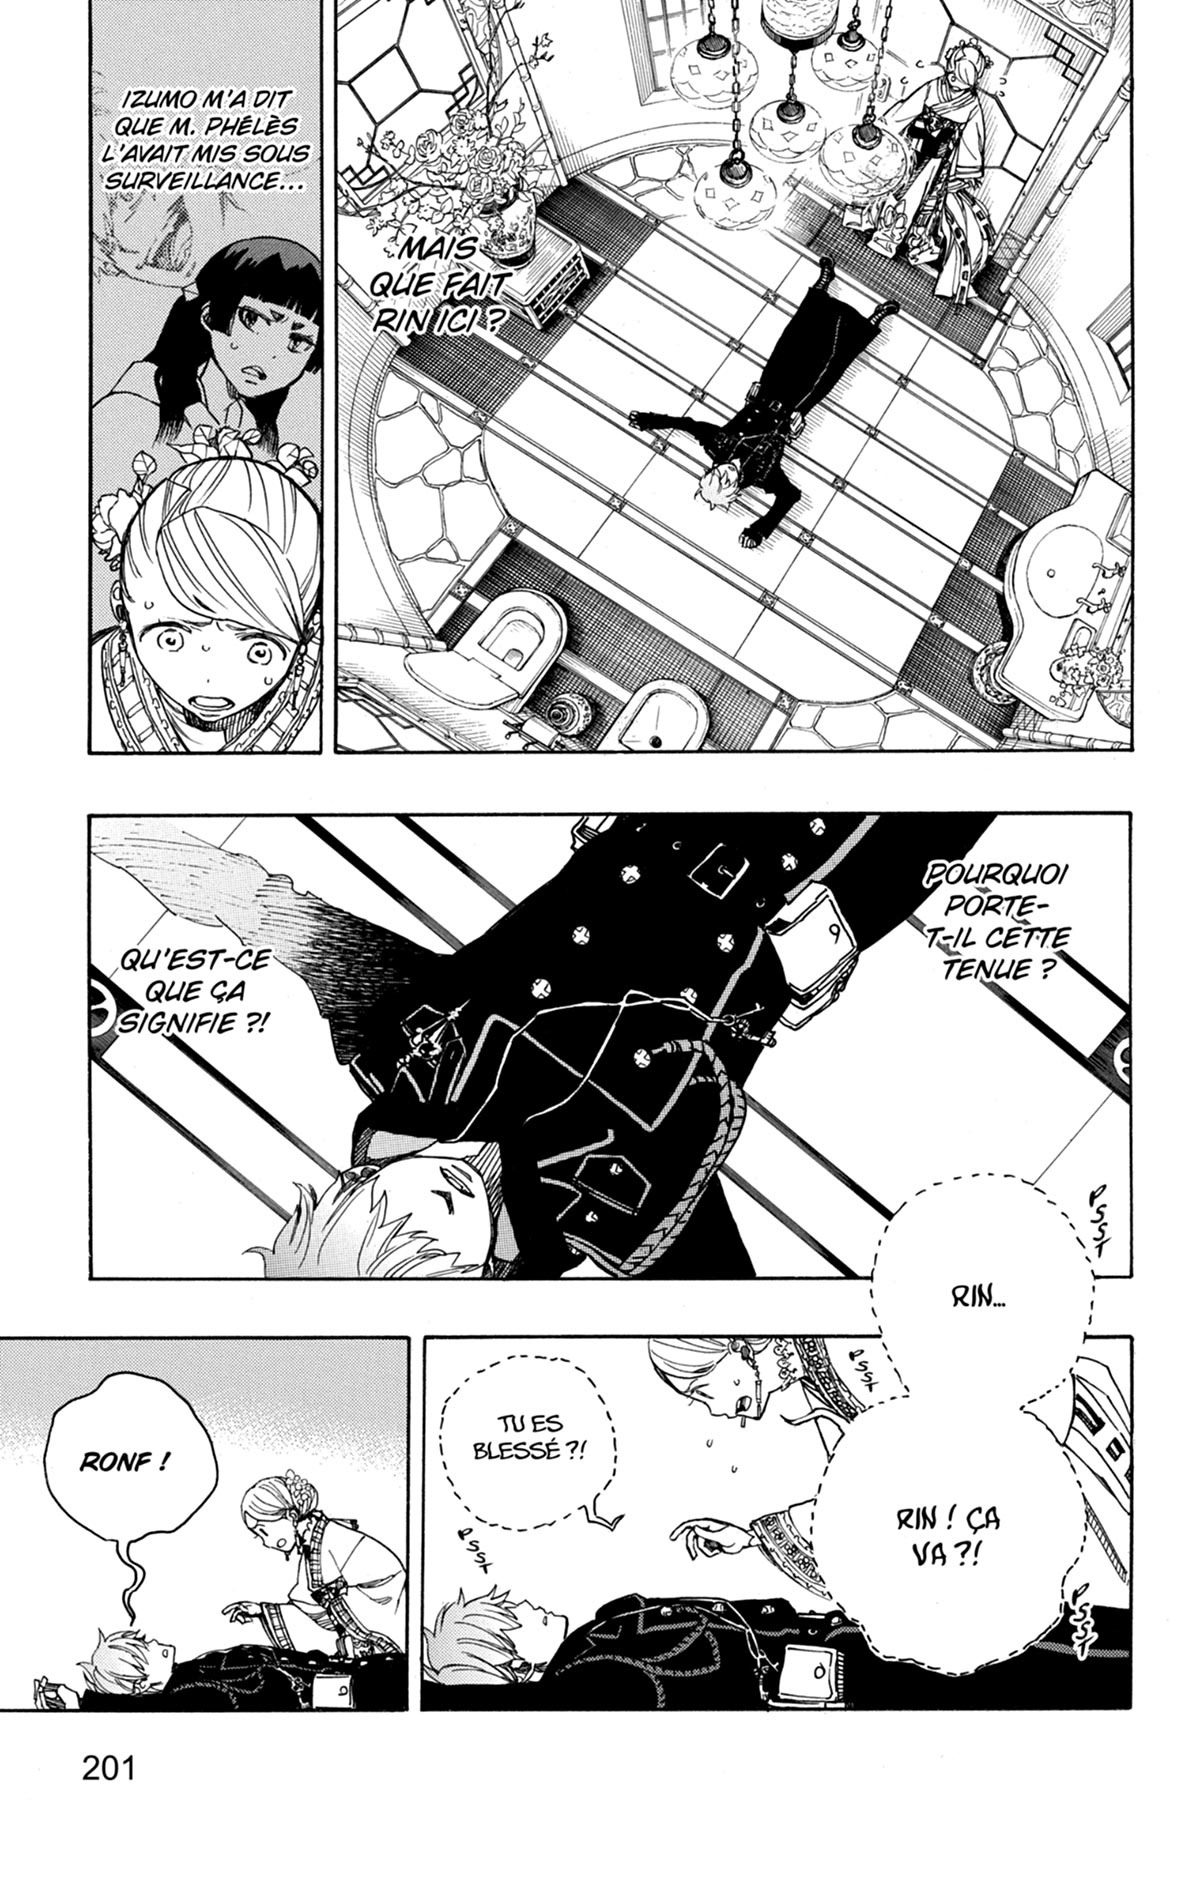 MAIS
QUE FAIT
RIN ICI ?
IZUMO M'A DIT
QUE M. PHÉLÈS
L'AVAIT MIS SOUS
SURVEILLANCE...
POURQUOI
PORTE-
T-IL CETTE
TENUE ?
QU'EST-CE
QUE ÇA
SIGNIFIE ?!
PSST
RIN...
PSST
RIN ! ÇA
VA ?!
PSST
TU ES
BLESSÉ ?!
PSST
RONF !
201